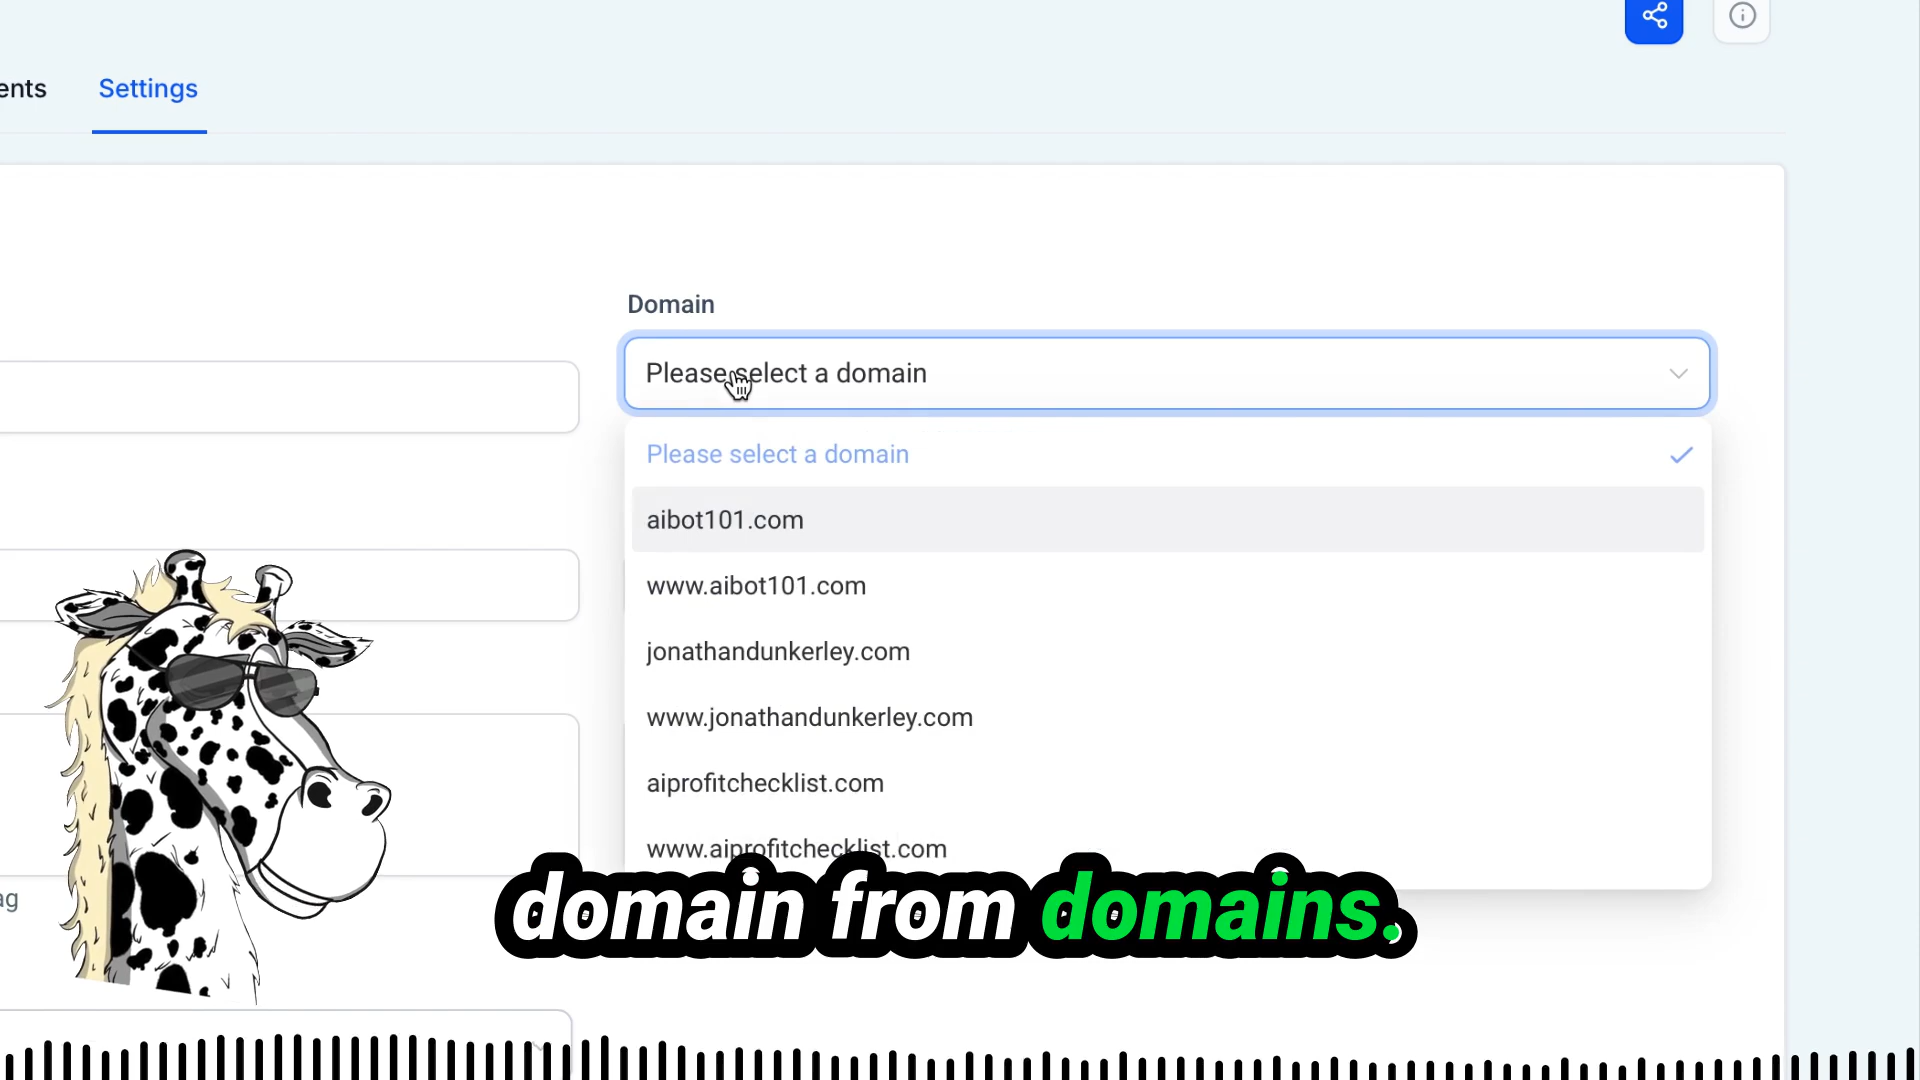 ents
Settings
Domain
Please select a domain
Please select a domain
aibot101.com
www.aibot101.com
jonathandunkerley.com
www.jonathandunkerley.com
aiprofitchecklist.com
www.aiprofitchecklist.com
domain from domains.
ag